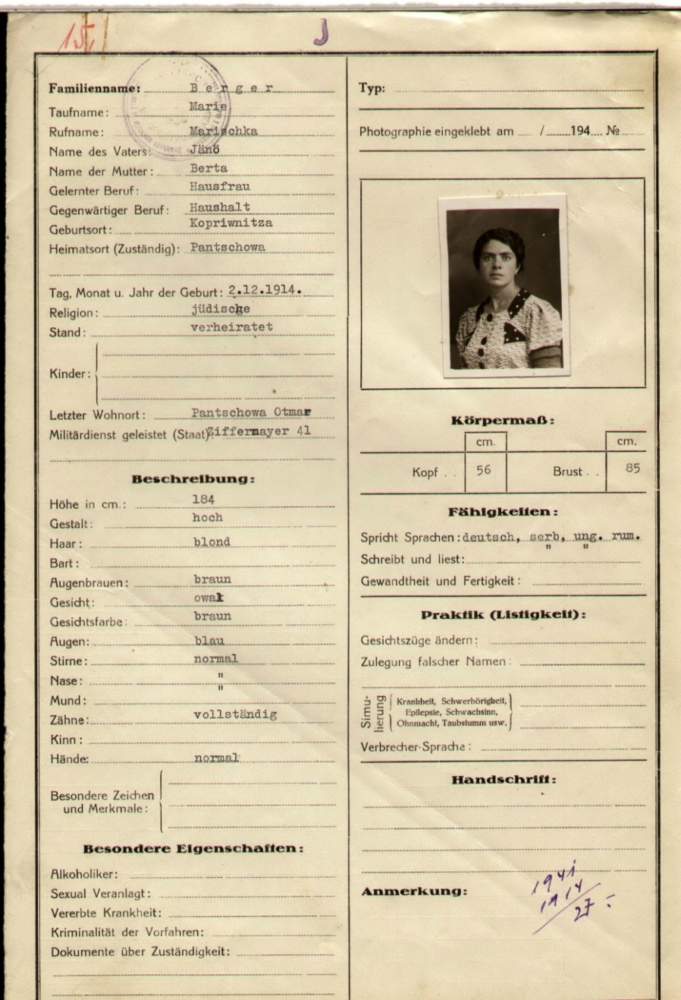 15.
J
Familienname: B e r g e r
Taufname: Marie
Rufname: Marischka
Name des Vaters: Jänö
Name der Mutter: Berta
Gelernter Beruf: Hausfrau
Gegenwärtiger Beruf: Haushalt
Geburtsort: Kopriwnitza
Heimatsort (Zuständig): Pantschowa
Tag, Monat u. Jahr der Geburt: 2.12.1914.
Religion: jüdische
Stand: verheiratet
Kinder:
Letzter Wohnort: Pantschowa Otmar
Militärdienst geleistet (Staat): Ziffermayer 41
Beschreibung:
Höhe in cm.: 184
Gestalt: hoch
Haar: blond
Bart:
Augenbrauen: braun
Gesicht: owal
Gesichtsfarbe: braun
Augen: blau
Stirne: normal
Nase: "
Mund: "
Zähne: vollständig
Kinn:
Hände: normal
Besondere Zeichen
und Merkmale:
Besondere Eigenschaften:
Alkoholiker:
Sexual Veranlagt:
Vererbte Krankheit:
Kriminalität der Vorfahren:
Dokumente über Zuständigkeit:
Typ:
Photographie eingeklebt am / 194 №
Körpermaß:
cm. cm.
Kopf . . 56 Brust . . 85
Fähigkeiten:
Spricht Sprachen: deutsch, serb, ung. rum.
Schreibt und liest: " "
Gewandtheit und Fertigkeit:
Praktik (Listigkeit):
Gesichtszüge ändern:
Zulegung falscher Namen:
Simu-
lierung
Krankheit, Schwerhörigkeit,
Epilepsie, Schwachsinn,
Ohnmacht, Taubstumm usw.
Verbrecher-Sprache:
Handschrift:
Anmerkung:
1941
1914
27